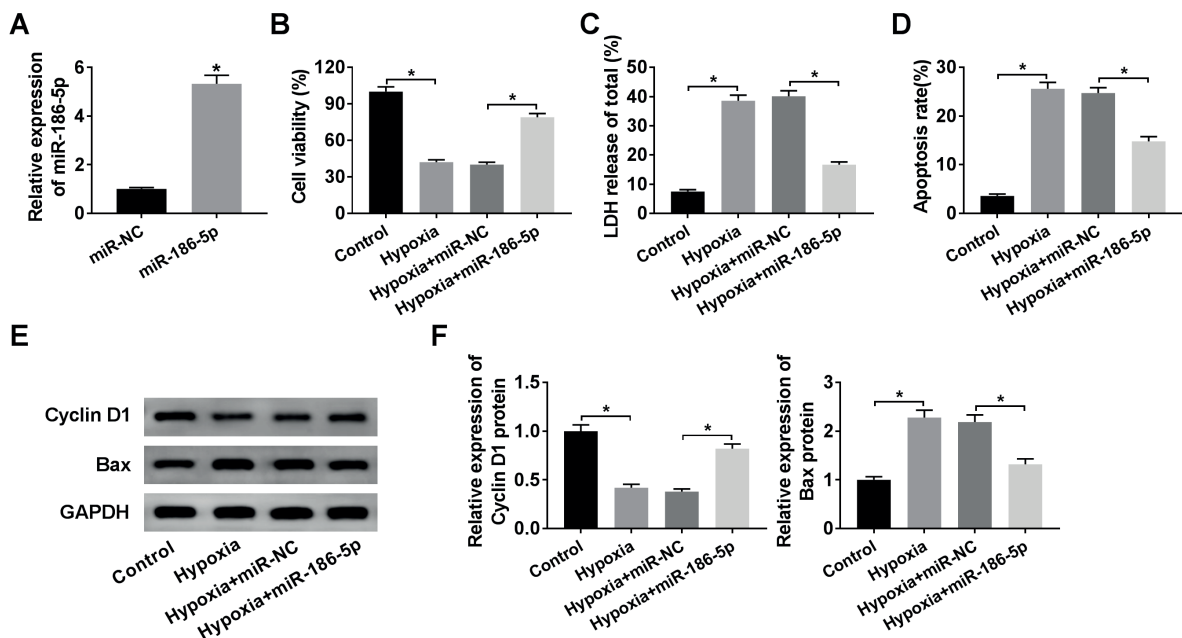 A
Relative expression
of miR-186-5p
6
4
2
0
*
miR-NC
miR-186-5p
B
Cell viability (%)
120
90
60
30
0
*
*
Control
Hypoxia
Hypoxia+miR-NC
Hypoxia+miR-186-5p
C
LDH release of total (%)
50
40
30
20
10
0
*
*
Control
Hypoxia
Hypoxia+miR-NC
Hypoxia+miR-186-5p
D
Apoptosis rate(%)
30
20
10
0
*
*
Control
Hypoxia
Hypoxia+miR-NC
Hypoxia+miR-186-5p
E
Cyclin D1
Bax
GAPDH
Control
Hypoxia
Hypoxia+miR-NC
Hypoxia+miR-186-5p
F
Relative expression of
Cyclin D1 protein
1.5
1.0
0.5
0.0
*
*
Control
Hypoxia
Hypoxia+miR-NC
Hypoxia+miR-186-5p
Relative expression of
Bax protein
3
2
1
0
*
*
Control
Hypoxia
Hypoxia+miR-NC
Hypoxia+miR-186-5p